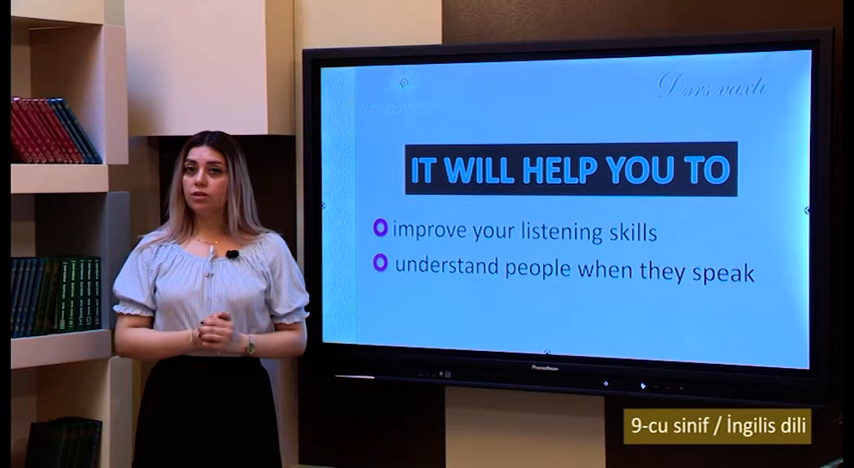 Dərs vaxtı
IT WILL HELP YOU TO
improve your listening skills
understand people when they speak
Promethean
9-cu sinif / İngilis dili